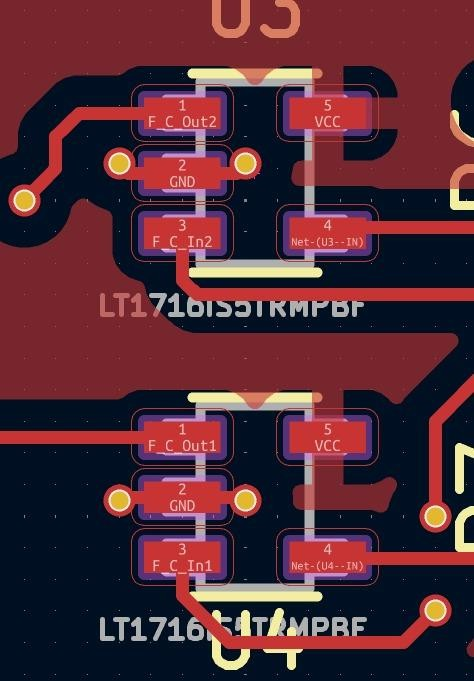 U3
1
F_C_Out2
5
VCC
2
GND
3
F_C_In2
4
Net-(U3--IN)
LT1716IS5TRMPBF
1
F_C_Out1
5
VCC
2
GND
3
F_C_In1
4
Net-(U4--IN)
LT1716IS5TRMPBF
U4